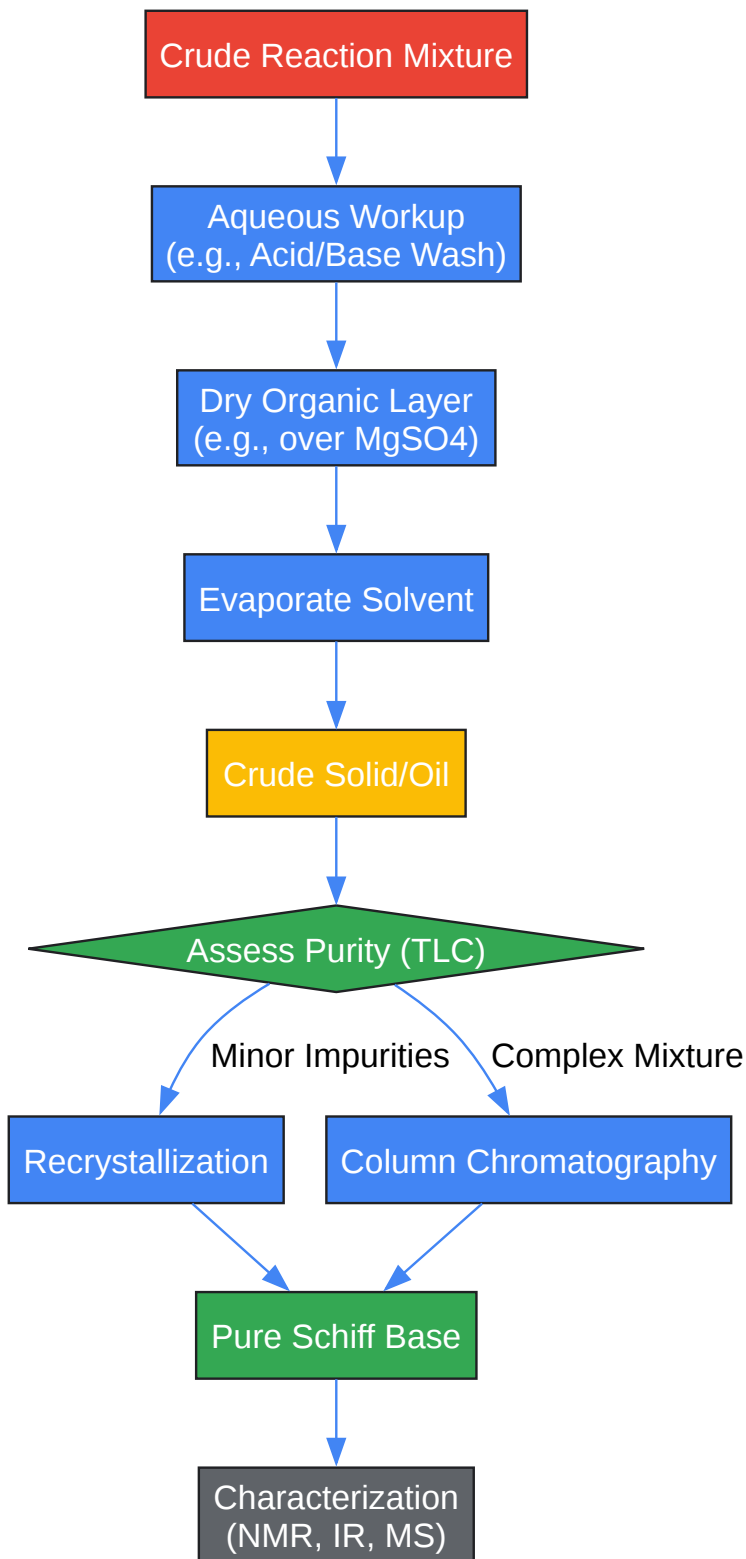 Crude Reaction Mixture
Aqueous Workup
(e.g., Acid/Base Wash)
Dry Organic Layer
(e.g., over MgSO4)
Evaporate Solvent
Crude Solid/Oil
Assess Purity (TLC)
Minor Impurities
Complex Mixture
Recrystallization
Column Chromatography
Pure Schiff Base
Characterization
(NMR, IR, MS)